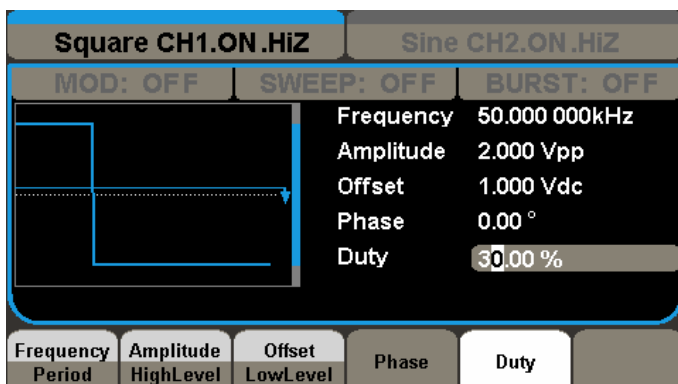 Square CH1.ON.HiZ
Sine CH2.ON.HiZ
MOD: OFF
SWEEP: OFF
BURST: OFF
Frequency 50.000 000kHz
Amplitude 2.000 Vpp
Offset 1.000 Vdc
Phase 0.00 °
Duty 30.00 %
Frequency
Period
Amplitude
HighLevel
Offset
LowLevel
Phase
Duty